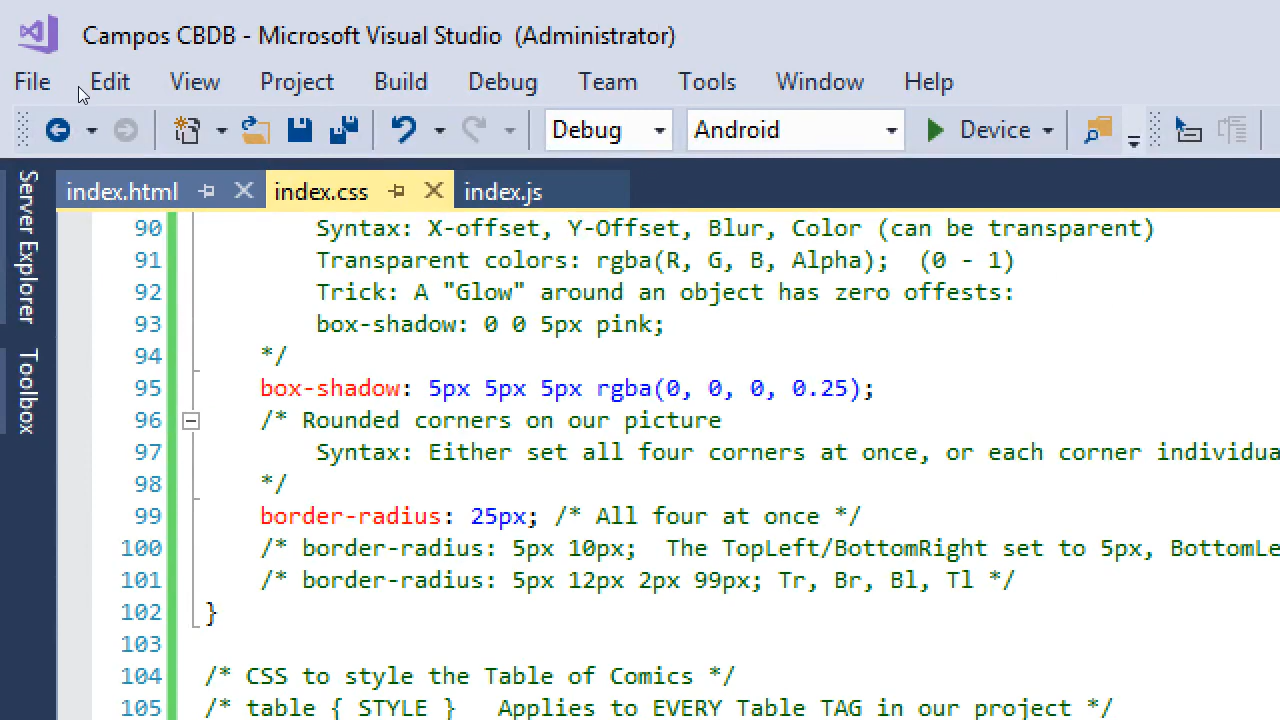 Campos CBDB - Microsoft Visual Studio (Administrator)
File Edit View Project Build Debug Team Tools Window Help
Debug Android Device
index.html index.css index.js
Server Explorer
Toolbox
90 Syntax: X-offset, Y-Offset, Blur, Color (can be transparent)
91 Transparent colors: rgba(R, G, B, Alpha); (0 - 1)
92 Trick: A "Glow" around an object has zero offests:
93 box-shadow: 0 0 5px pink;
94 */
95 box-shadow: 5px 5px 5px rgba(0, 0, 0, 0.25);
96 /* Rounded corners on our picture
97 Syntax: Either set all four corners at once, or each corner individua
98 */
99 border-radius: 25px; /* All four at once */
100 /* border-radius: 5px 10px; The TopLeft/BottomRight set to 5px, BottomLe
101 /* border-radius: 5px 12px 2px 99px; Tr, Br, Bl, Tl */
102 }
103
104 /* CSS to style the Table of Comics */
105 /* table { STYLE } Applies to EVERY Table TAG in our project */